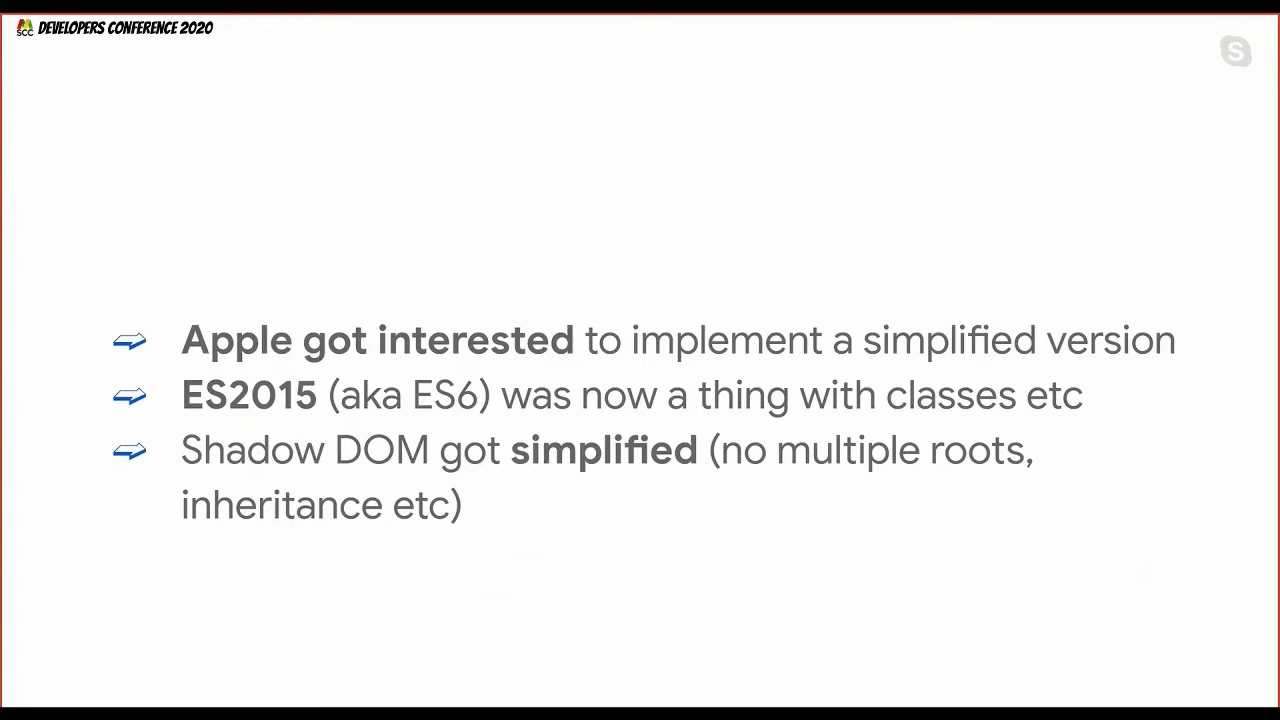 SCC DEVELOPERS CONFERENCE 2020
S
⇨ Apple got interested to implement a simplified version
⇨ ES2015 (aka ES6) was now a thing with classes etc
⇨ Shadow DOM got simplified (no multiple roots,
inheritance etc)